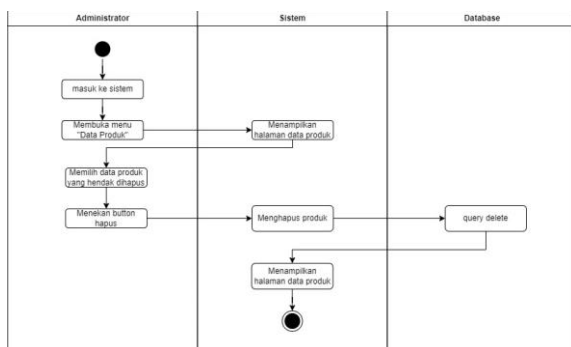 Administrator
Sistem
Database
masuk ke sistem
Membuka menu
"Data Produk"
Menampilkan
halaman data produk
Memilih data produk
yang hendak dihapus
Menekan button
hapus
Menghapus produk
query delete
Menampilkan
halaman data produk